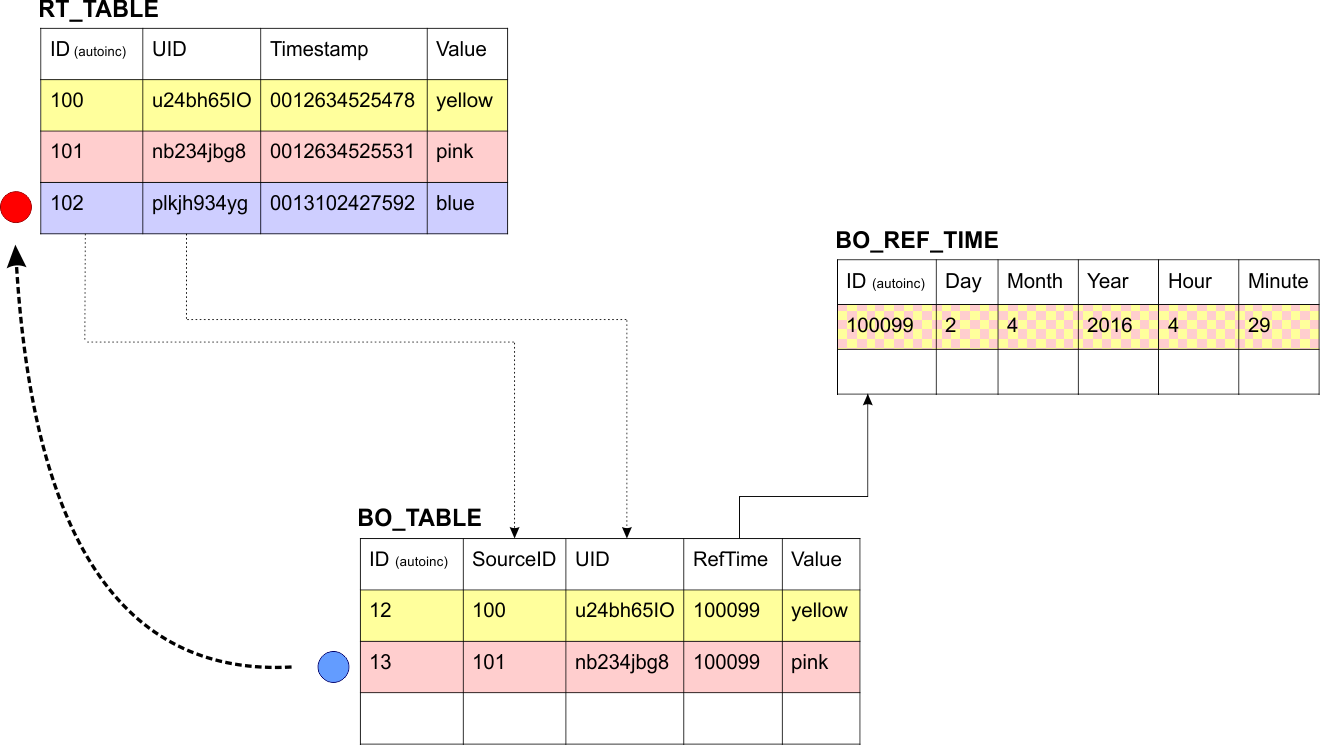 RT_TABLE
ID (autoinc) UID Timestamp Value
100 u24bh65IO 0012634525478 yellow
101 nb234jbg8 0012634525531 pink
102 plkjh934yg 0013102427592 blue
BO_REF_TIME
ID (autoinc) Day Month Year Hour Minute
100099 2 4 2016 4 29
BO_TABLE
ID (autoinc) SourceID UID RefTime Value
12 100 u24bh65IO 100099 yellow
13 101 nb234jbg8 100099 pink